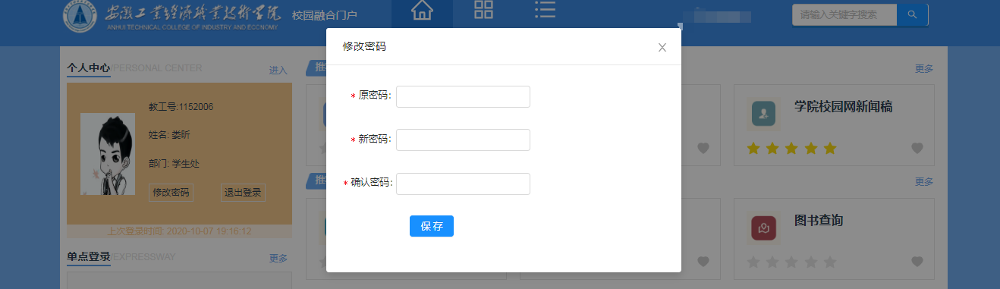 安徽工业经济职业技术学院
ANHUI TECHNICAL COLLEGE OF INDUSTRY AND ECONOMY
校园融合门户
请输入关键字搜索
修改密码
个人中心/PERSONAL CENTER
进入
推
更多
教工号:1152006
姓名: 娄昕
部门: 学生处
修改密码
退出登录
上次登录时间: 2020-10-07 19:16:12
单点登录/EXPRESSWAY
更多
* 原密码:
* 新密码:
* 确认密码:
保存
学院校园网新闻稿
推
更多
图书查询